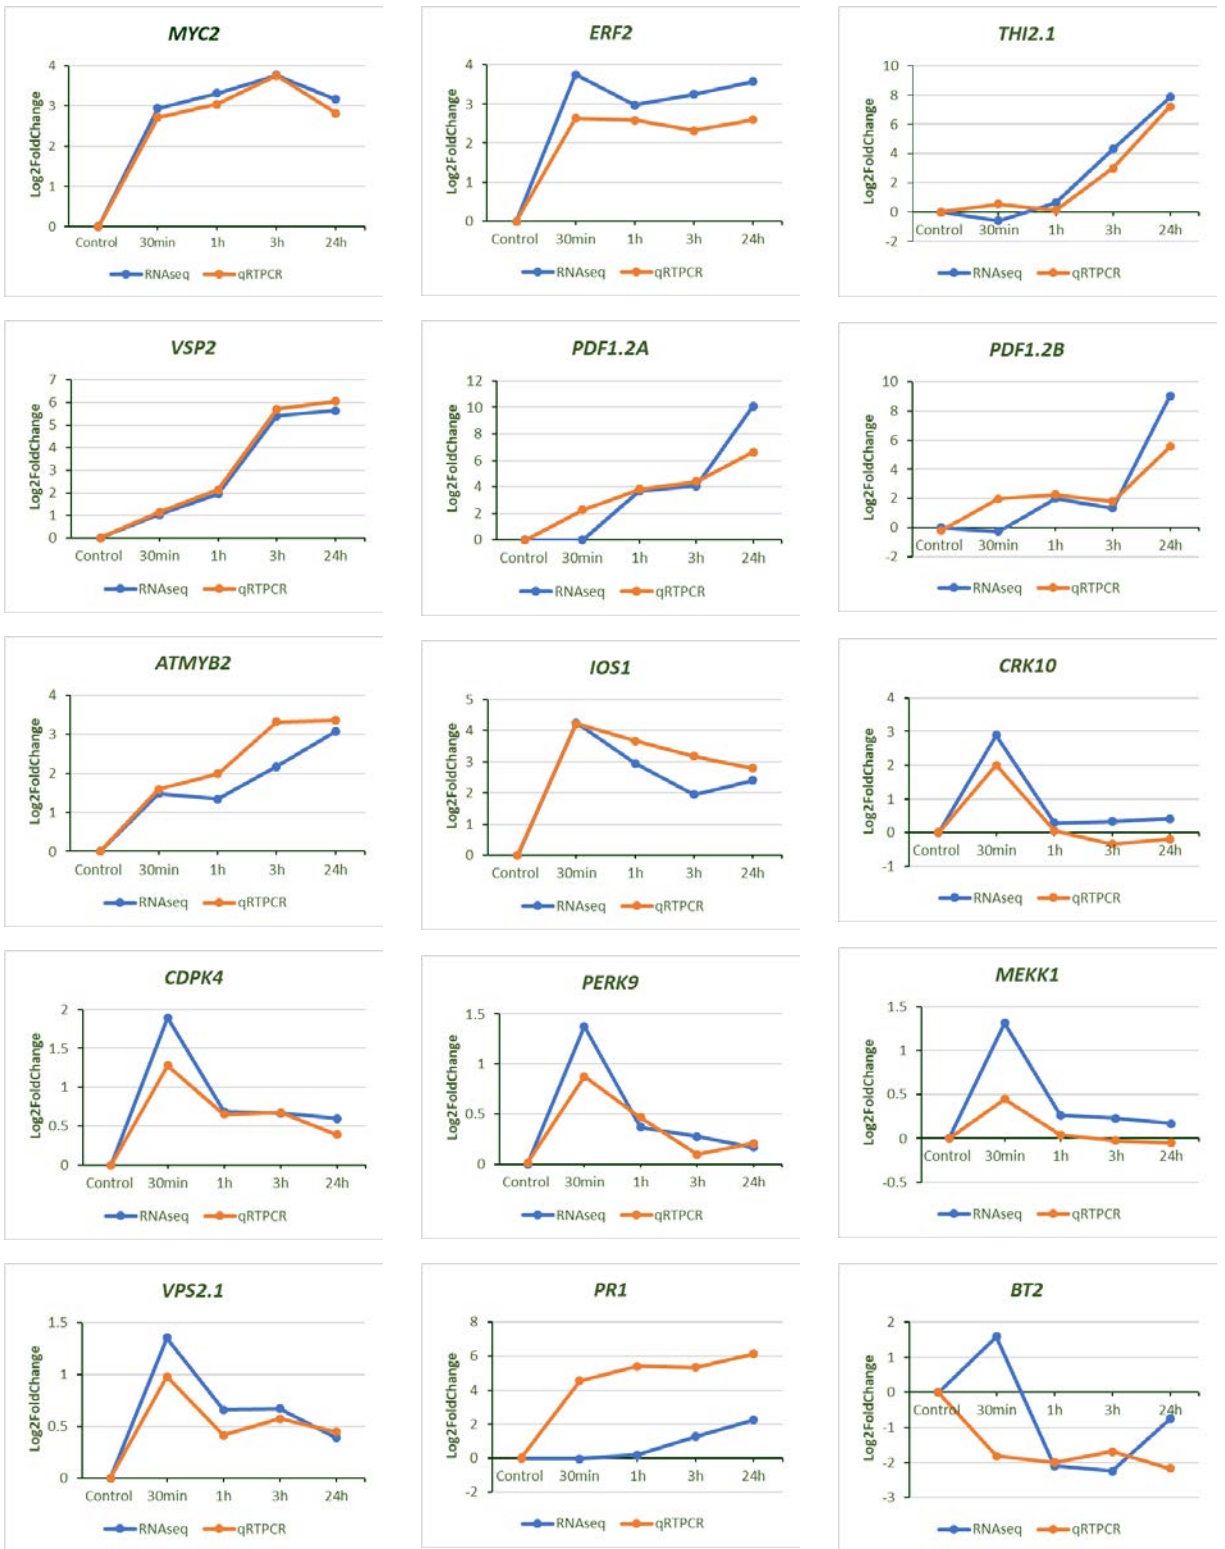 MYC2
Log2FoldChange
4
3
2
1
0
Control 30min 1h 3h 24h
RNAseq qRTPCR
ERF2
Log2FoldChange
4
3
2
1
0
Control 30min 1h 3h 24h
RNAseq qRTPCR
THI2.1
Log2FoldChange
10
8
6
4
2
0
-2
Control 30min 1h 3h 24h
RNAseq qRTPCR
VSP2
Log2FoldChange
7
6
5
4
3
2
1
0
Control 30min 1h 3h 24h
RNAseq qRTPCR
PDF1.2A
Log2FoldChange
12
10
8
6
4
2
0
Control 30min 1h 3h 24h
RNAseq qRTPCR
PDF1.2B
Log2FoldChange
10
8
6
4
2
0
-2
Control 30min 1h 3h 24h
RNAseq qRTPCR
ATMYB2
Log2FoldChange
4
3
2
1
0
Control 30min 1h 3h 24h
RNAseq qRTPCR
IOS1
Log2FoldChange
5
4
3
2
1
0
Control 30min 1h 3h 24h
RNAseq qRTPCR
CRK10
Log2FoldChange
4
3
2
1
0
-1
Control 30min 1h 3h 24h
RNAseq qRTPCR
CDPK4
Log2FoldChange
2
1.5
1
0.5
0
Control 30min 1h 3h 24h
RNAseq qRTPCR
PERK9
Log2FoldChange
1.5
1
0.5
0
Control 30min 1h 3h 24h
RNAseq qRTPCR
MEKK1
Log2FoldChange
1.5
1
0.5
0
-0.5
Control 30min 1h 3h 24h
RNAseq qRTPCR
VPS2.1
Log2FoldChange
1.5
1
0.5
0
Control 30min 1h 3h 24h
RNAseq qRTPCR
PR1
Log2FoldChange
8
6
4
2
0
-2
Control 30min 1h 3h 24h
RNAseq qRTPCR
BT2
Log2FoldChange
2
1
0
-1
-2
-3
Control 30min 1h 3h 24h
RNAseq qRTPCR